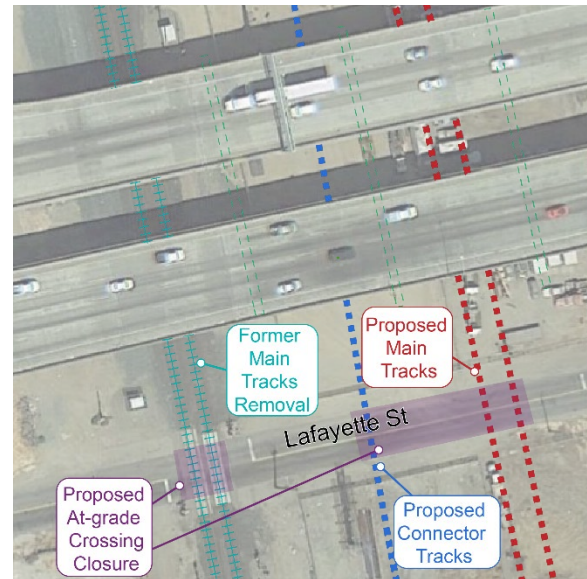 Former
Main
Tracks
Removal
Proposed
Main
Tracks
Lafayette St
Proposed
At-grade
Crossing
Closure
Proposed
Connector
Tracks